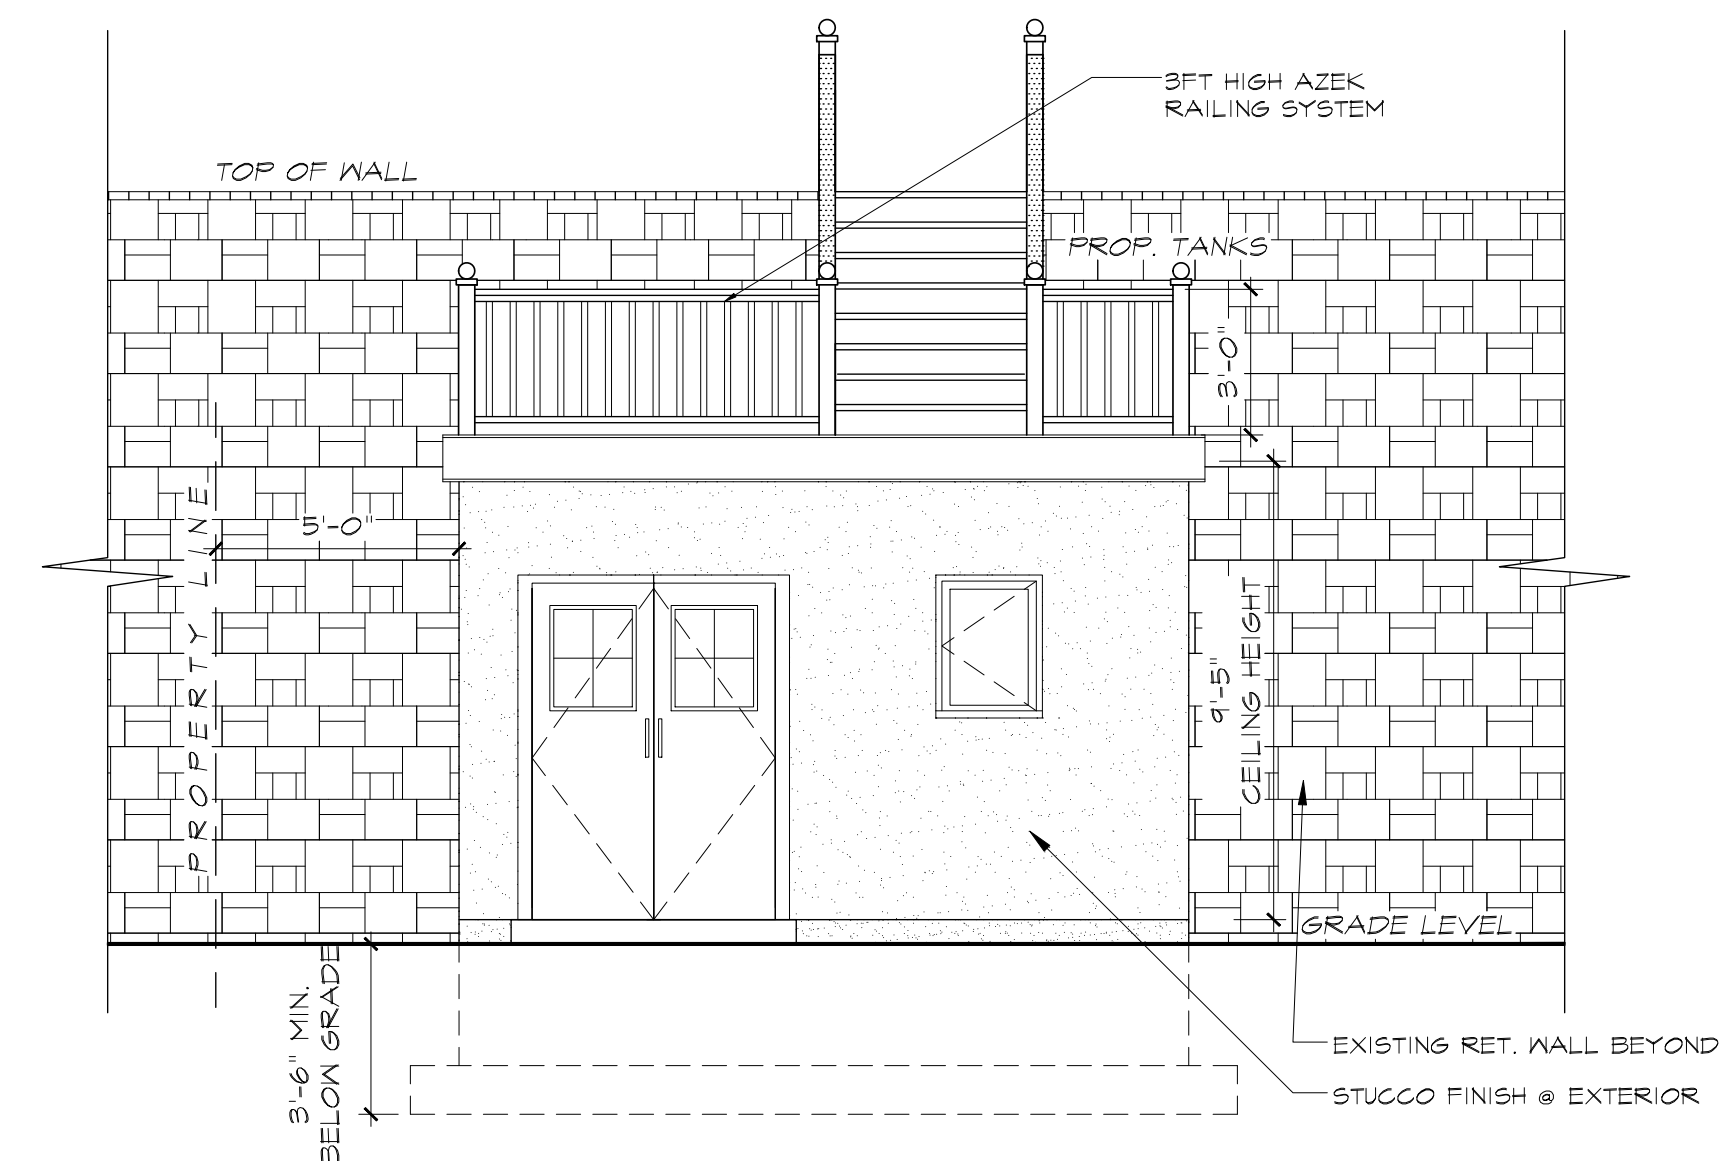 3FT HIGH AZEK
RAILING SYSTEM
TOP OF WALL
PROP. TANKS
3'-0"
PROPERTY LINE
5'-0"
9'-5"
CEILING HEIGHT
GRADE LEVEL
3'-6" MIN.
BELOW GRADE
EXISTING RET. WALL BEYOND
STUCCO FINISH @ EXTERIOR